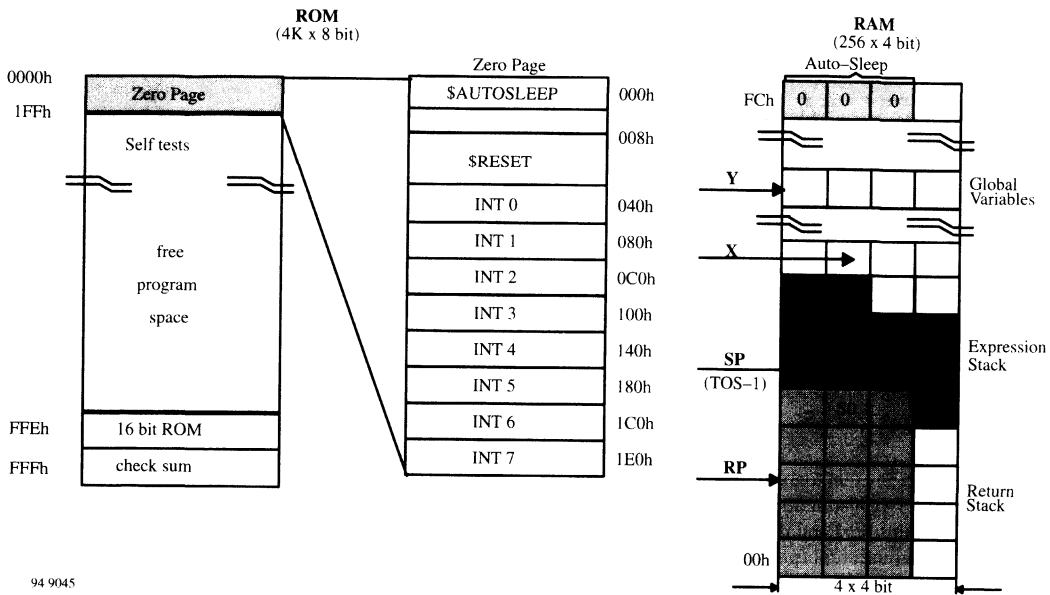 ROM
(4K x 8 bit)
0000h
Zero Page
1FFh
Self tests
free
program
space
FFEh
16 bit ROM
FFFh
check sum
Zero Page
$AUTOSLEEP
000h
008h
$RESET
INT 0
040h
INT 1
080h
INT 2
0C0h
INT 3
100h
INT 4
140h
INT 5
180h
INT 6
1C0h
INT 7
1E0h
RAM
(256 x 4 bit)
Auto–Sleep
FCh
0
0
0
Y
Global
Variables
X
SP
(TOS–1)
Expression
Stack
RP
Return
Stack
00h
4 x 4 bit
94 9045